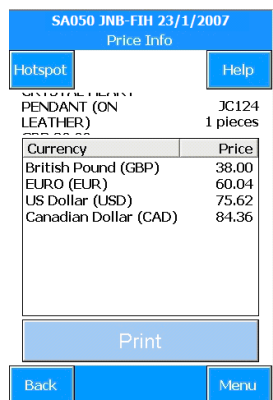 SA050 JNB-FIH 23/1/2007
Price Info
Hotspot
Help
PENDANT (ON JC124
LEATHER) 1 pieces
Currency Price
British Pound (GBP) 38.00
EURO (EUR) 60.04
US Dollar (USD) 75.62
Canadian Dollar (CAD) 84.36
Print
Back
Menu